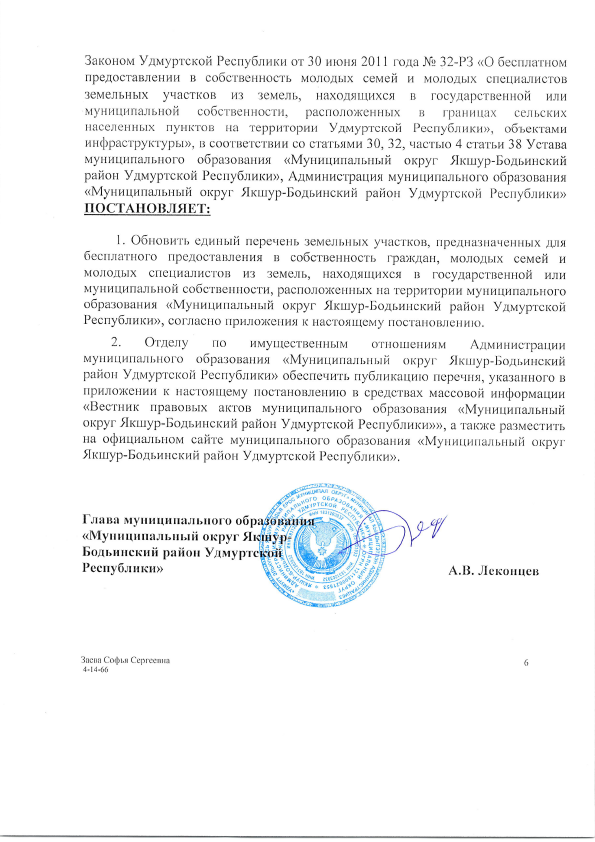 Законом Удмуртской Республики от 30 июня 2011 года № 32-РЗ «О бесплатном
предоставлении в собственность молодых семей и молодых специалистов
земельных участков из земель, находящихся в государственной или
муниципальной собственности, расположенных в границах сельских
населенных пунктов на территории Удмуртской Республики», объектами
инфраструктуры», в соответствии со статьями 30, 32, частью 4 статьи 38 Устава
муниципального образования «Муниципальный округ Якшур-Бодьинский
район Удмуртской Республики», Администрация муниципального образования
«Муниципальный округ Якшур-Бодьинский район Удмуртской Республики»
ПОСТАНОВЛЯЕТ:
1. Обновить единый перечень земельных участков, предназначенных для
бесплатного предоставления в собственность граждан, молодых семей и
молодых специалистов из земель, находящихся в государственной или
муниципальной собственности, расположенных на территории муниципального
образования «Муниципальный округ Якшур-Бодьинский район Удмуртской
Республики», согласно приложения к настоящему постановлению.
2. Отделу по имущественным отношениям Администрации
муниципального образования «Муниципальный округ Якшур-Бодьинский
район Удмуртской Республики» обеспечить публикацию перечня, указанного в
приложении к настоящему постановлению в средствах массовой информации
«Вестник правовых актов муниципального образования «Муниципальный
округ Якшур-Бодьинский район Удмуртской Республики»», а также разместить
на официальном сайте муниципального образования «Муниципальный округ
Якшур-Бодьинский район Удмуртской Республики».
Глава муниципального образования
«Муниципальный округ Якшур-
Бодьинский район Удмуртской
Республики»
А.В. Леконцев
Заева Софья Сергеевна
4-14-66
6